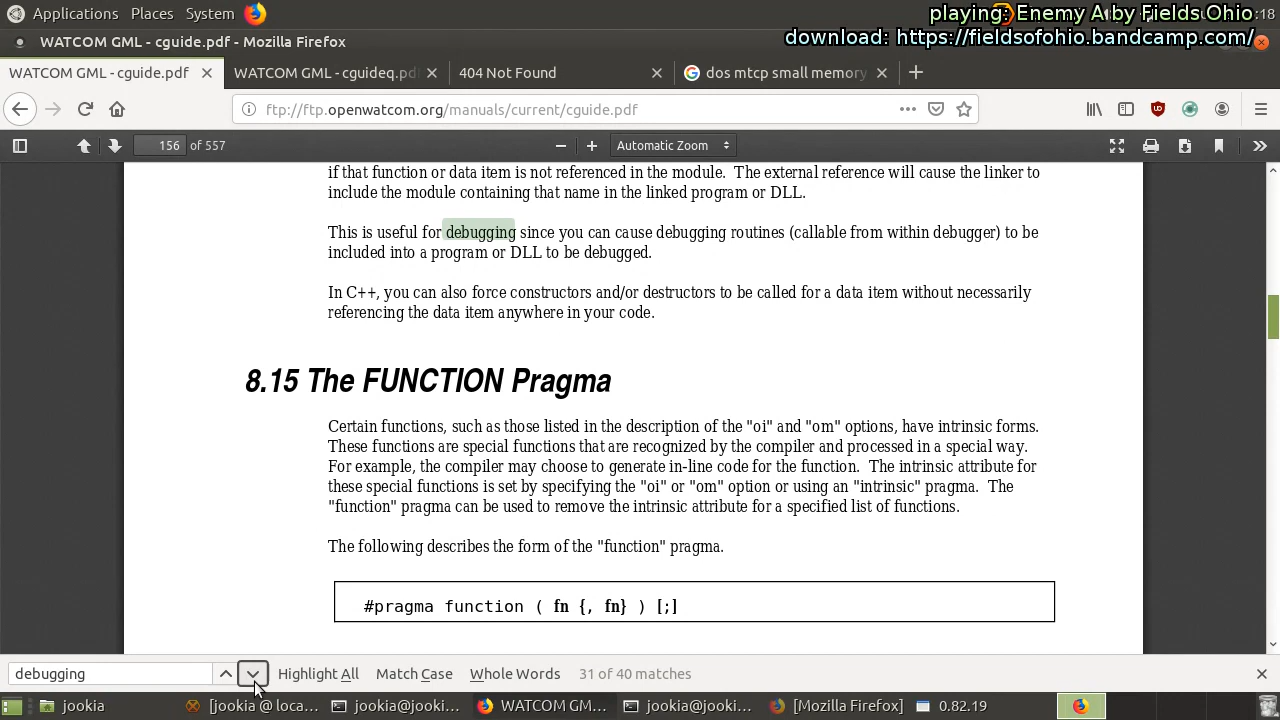 Applications Places System
18
playing: Enemy A by Fields Ohio
download: https://fieldsofohio.bandcamp.com/
WATCOM GML - cguide.pdf - Mozilla Firefox
WATCOM GML - cguide.pdf
WATCOM GML - cguideq.pd
404 Not Found
dos mtcp small memory
ftp://ftp.openwatcom.org/manuals/current/cguide.pdf
156 of 557
Automatic Zoom
if that function or data item is not referenced in the module. The external reference will cause the linker to
include the module containing that name in the linked program or DLL.
This is useful for debugging since you can cause debugging routines (callable from within debugger) to be
included into a program or DLL to be debugged.
In C++, you can also force constructors and/or destructors to be called for a data item without necessarily
referencing the data item anywhere in your code.
8.15 The FUNCTION Pragma
Certain functions, such as those listed in the description of the "oi" and "om" options, have intrinsic forms.
These functions are special functions that are recognized by the compiler and processed in a special way.
For example, the compiler may choose to generate in-line code for the function. The intrinsic attribute for
these special functions is set by specifying the "oi" or "om" option or using an "intrinsic" pragma. The
"function" pragma can be used to remove the intrinsic attribute for a specified list of functions.
The following describes the form of the "function" pragma.
#pragma function ( fn {, fn} ) [;]
debugging
Highlight All
Match Case
Whole Words
31 of 40 matches
jookia
[jookia @ loca...
jookia@jooki...
WATCOM GM...
jookia@jooki...
[Mozilla Firefox]
0.82.19